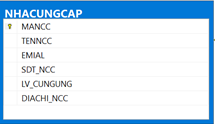 NHACUNGCAP
MANCC
TENNCC
EMIAL
SDT_NCC
LV_CUNGUNG
DIACHI_NCC